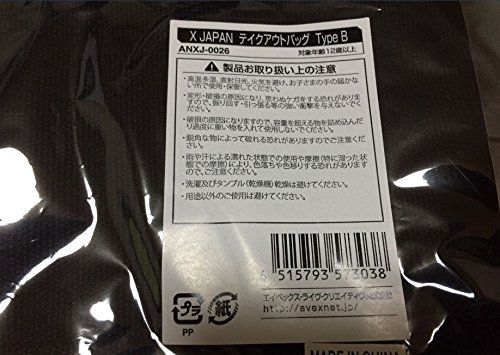 X JAPAN テイクアウトバッグ Type B
ANXJ-0026
対象年齢12歳以上
製品お取り扱い上の注意
・高温多湿、直射日光、火気を避け、お子さまの手の届かな
い所で使用・保管してください。
・変形・破損の原因になり、思わぬケガをする恐れがありま
すので、振り回す・引っ張る等の強い衝撃を与えないでく
ださい。
・破損の原因になりますので、容量を超える物を詰め込んだ
り過度に重い物を入れて使用しないでください。
・鋭角な物によって破れる恐れがありますのでご注意くだ
さい。
・雨や汗による濡れた状態での使用や摩擦(特に湿った状
態での摩擦)により、色落ちや色移りする恐れがあります
のでご注意ください。
・洗濯及びタンブル(乾燥機)乾燥は避けてください。
・用途以外のご使用は避けてください。
6 515793 573038
プラ
PP
紙
エイベックス・ライヴ・クリエイティヴ株式会社
http://avexnet.jp/
MADE IN CHINA